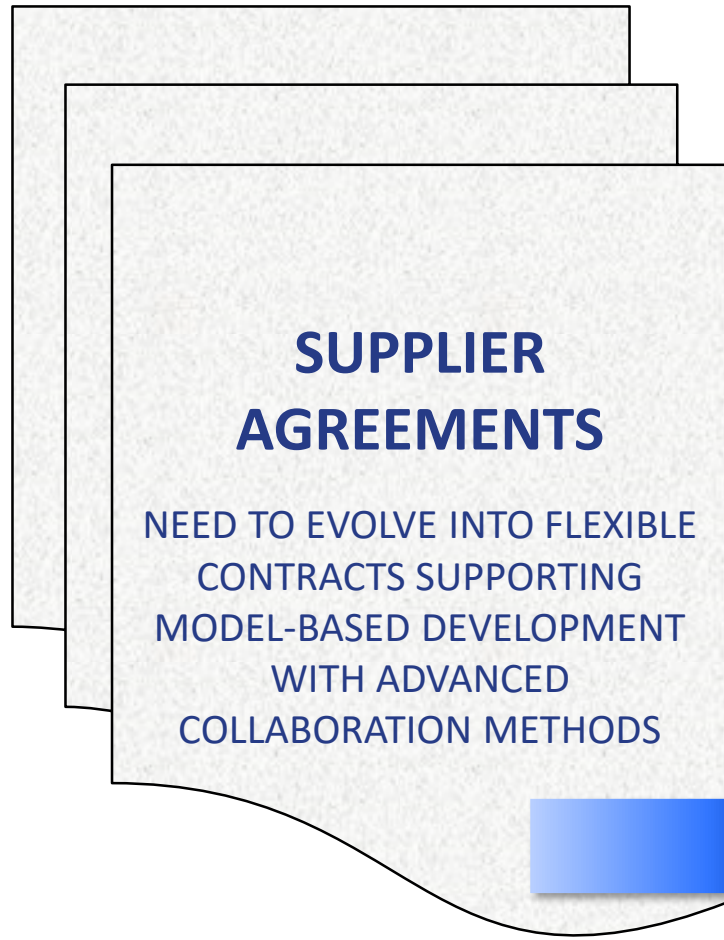 SUPPLIER
AGREEMENTS
NEED TO EVOLVE INTO FLEXIBLE
CONTRACTS SUPPORTING
MODEL-BASED DEVELOPMENT
WITH ADVANCED
COLLABORATION METHODS